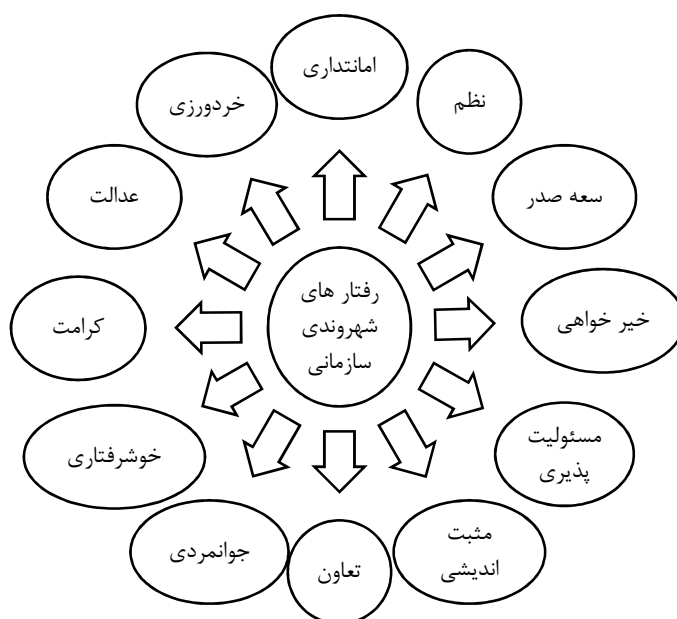 امانتداری
نظم
سعه صدر
خیر خواهی
مسئولیت
پذیری
مثبت
اندیشی
تعاون
جوانمردی
خوشرفتاری
کرامت
عدالت
خردورزی
رفتار های
شهروندی
سازمانی